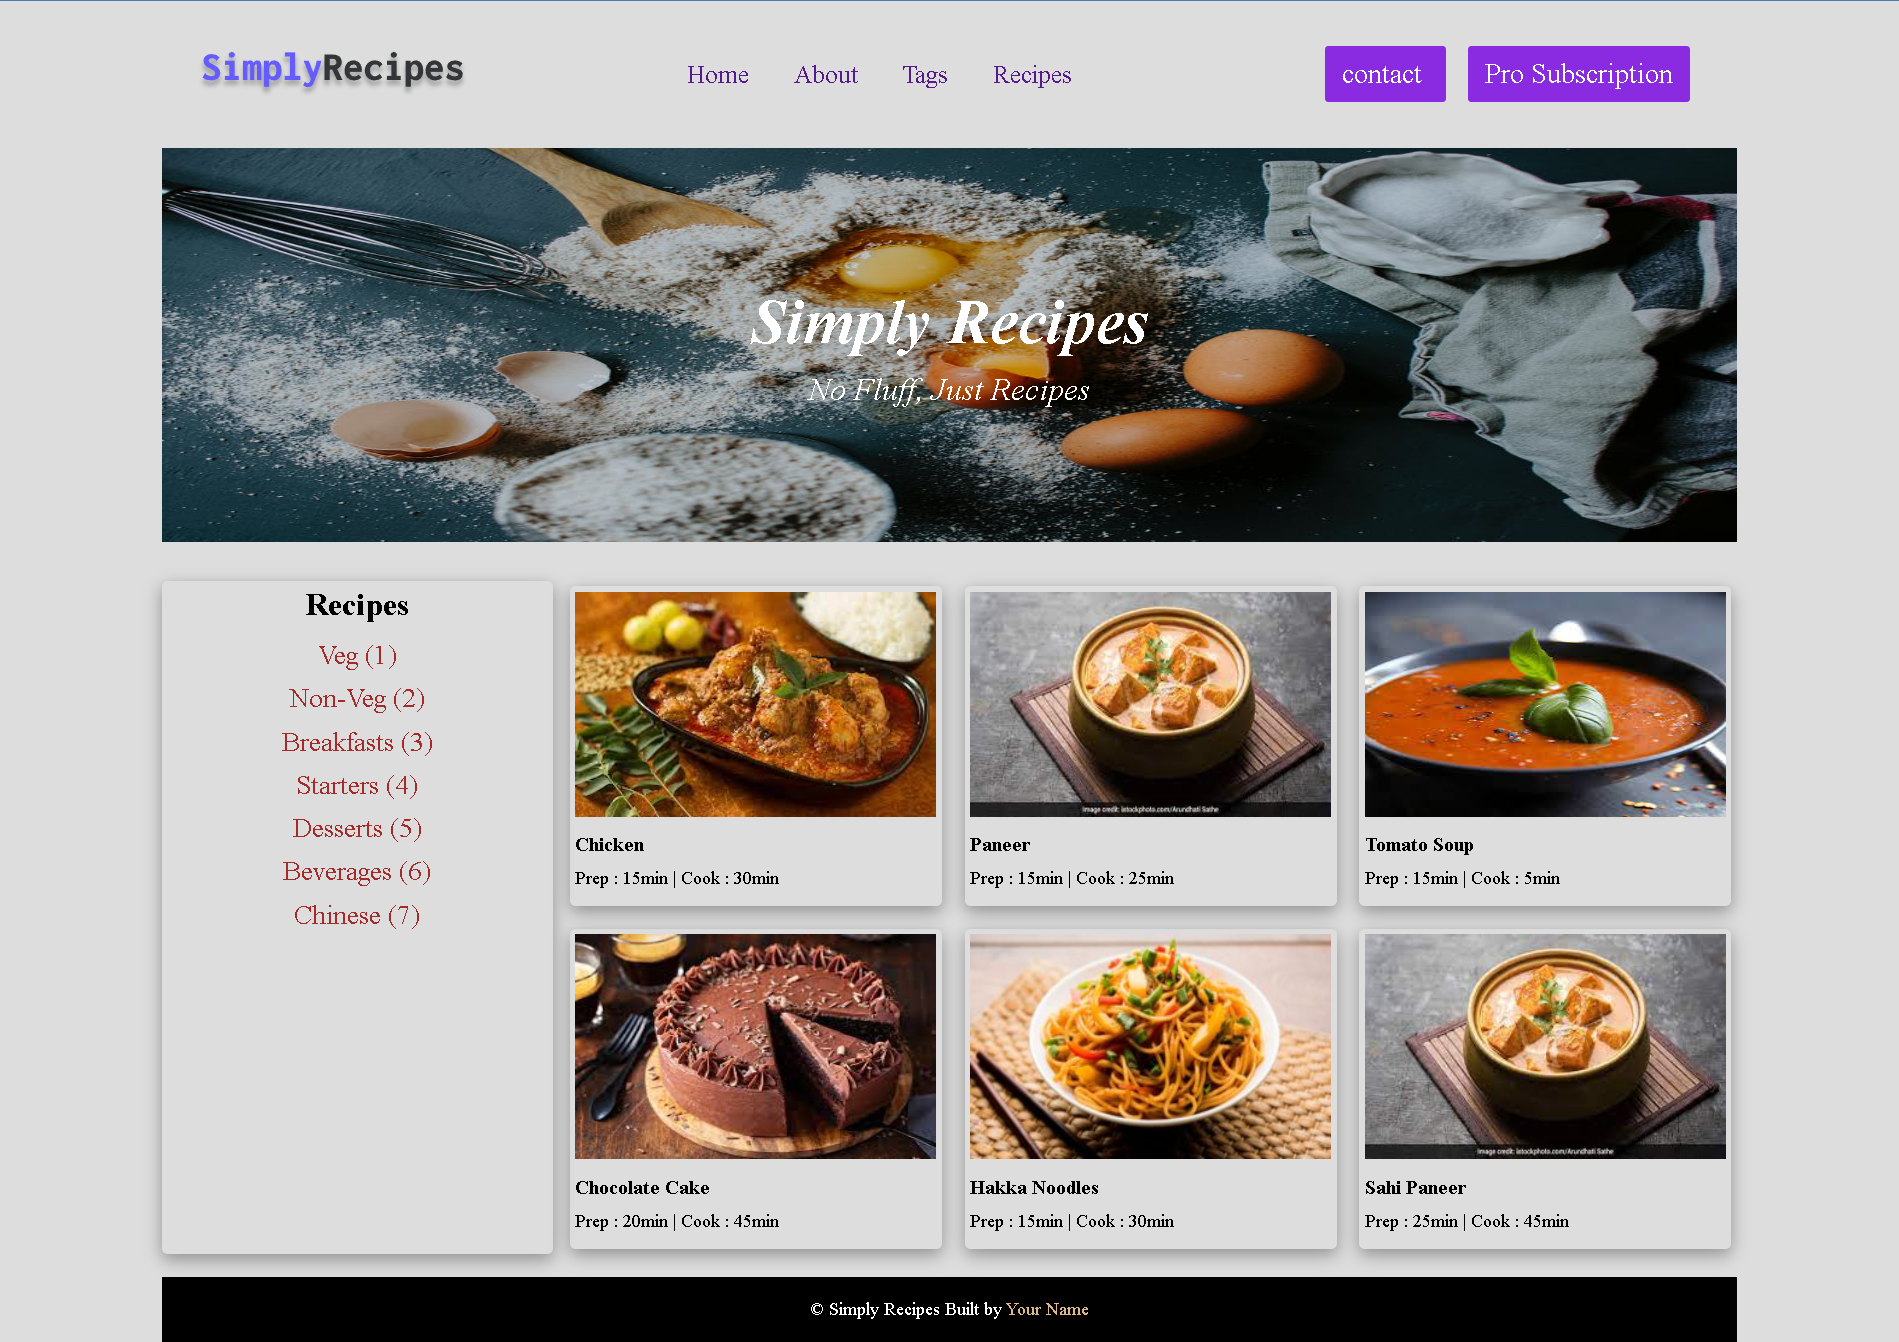 SimplyRecipes
Home About Tags Recipes
contact Pro Subscription
Simply Recipes
No Fluff, Just Recipes
Recipes
Veg (1)
Non-Veg (2)
Breakfasts (3)
Starters (4)
Desserts (5)
Beverages (6)
Chinese (7)
Chicken
Prep : 15min | Cook : 30min
Image credit: istockphoto.com/Arundhati Sathe
Paneer
Prep : 15min | Cook : 25min
Tomato Soup
Prep : 15min | Cook : 5min
Chocolate Cake
Prep : 20min | Cook : 45min
Hakka Noodles
Prep : 15min | Cook : 30min
Image credit: istockphoto.com/Arundhati Sathe
Sahi Paneer
Prep : 25min | Cook : 45min
© Simply Recipes Built by Your Name